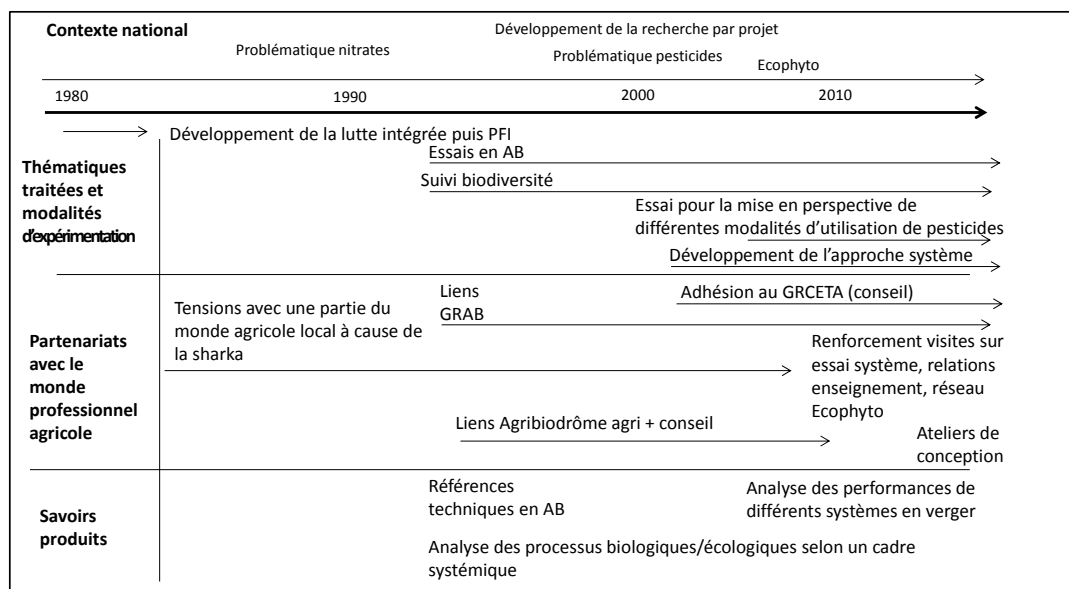 Contexte national
Développement de la recherche par projet
Problématique nitrates
Problématique pesticides
Ecophyto
1980
1990
2000
2010
Thématiques
traitées et
modalités
d'expérimentation
Développement de la lutte intégrée puis PFI
Essais en AB
Suivi biodiversité
Essai pour la mise en perspective de
différentes modalités d'utilisation de pesticides
Développement de l'approche système
Partenariats
avec le
monde
professionnel
agricole
Tensions avec une partie du
monde agricole local à cause de
la sharka
Liens
GRAB
Adhésion au GRCETA (conseil)
Renforcement visites sur
essai système, relations
enseignement, réseau
Ecophyto
Liens Agribiodrôme agri + conseil
Ateliers de
conception
Savoirs
produits
Références
techniques en AB
Analyse des performances de
différents systèmes en verger
Analyse des processus biologiques/écologiques selon un cadre
systémique